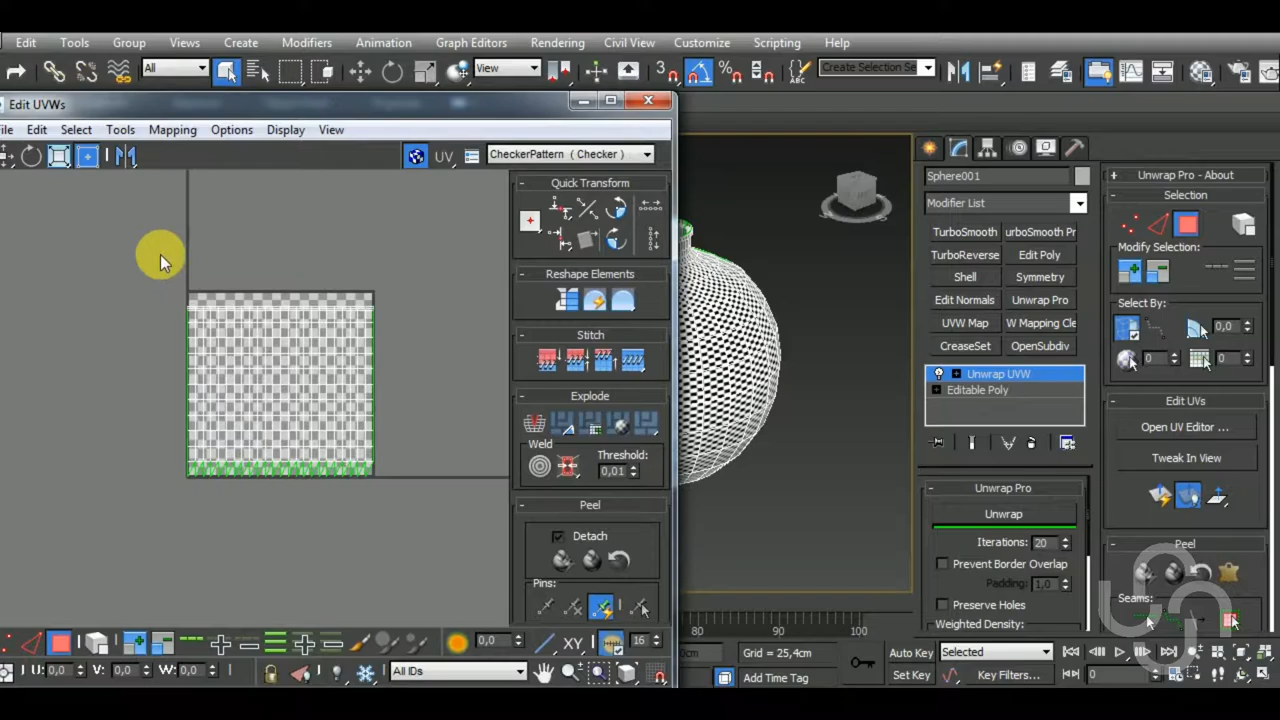 Edit Tools Group Views Create Modifiers Animation Graph Editors Rendering Civil View Customize Scripting Help
All View 3 Create Selection Se
Edit UVWs
File Edit Select Tools Mapping Options Display View
UV CheckerPattern ( Checker )
Quick Transform
Reshape Elements
Stitch
Explode
Weld Threshold:
0,01
Peel
Detach
Pins:
0,0 XY 16
U: 0,0 V: 0,0 W: 0,0 All IDs
Sphere001
Modifier List
TurboSmooth urboSmooth Pr
TurboReverse Edit Poly
Shell Symmetry
Edit Normals Unwrap Pro
UVW Map W Mapping Cle
CreaseSet OpenSubdiv
Unwrap UVW
Editable Poly
Unwrap Pro
Unwrap
Iterations: 20
Prevent Border Overlap
Padding: 1,0
Preserve Holes
Weighted Density:
Unwrap Pro - About
Selection
Modify Selection:
Select By:
0,0
0 0
Edit UVs
Open UV Editor ...
Tweak In View
Peel
Seams:
80 90 100
0cm Grid = 25,4cm Auto Key Selected
Add Time Tag Set Key Key Filters... 0